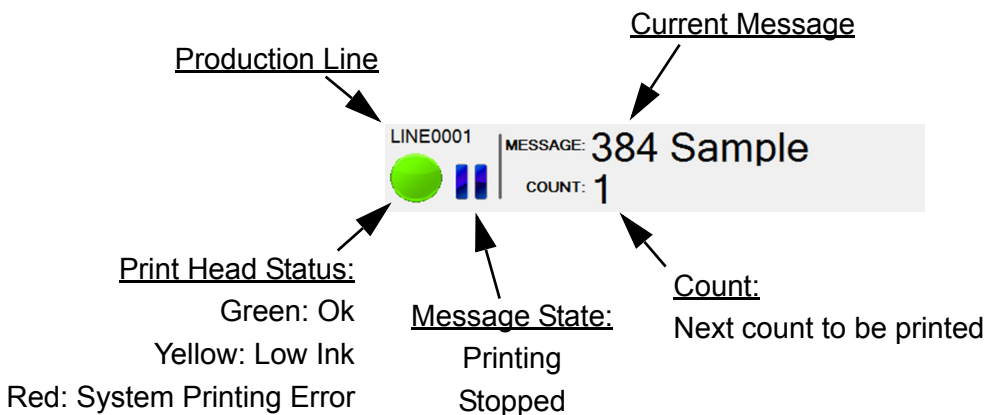 Current Message
Production Line
LINE0001
MESSAGE: 384 Sample
COUNT: 1
Print Head Status:
Green: Ok
Yellow: Low Ink
Red: System Printing Error
Message State:
Printing
Stopped
Count:
Next count to be printed